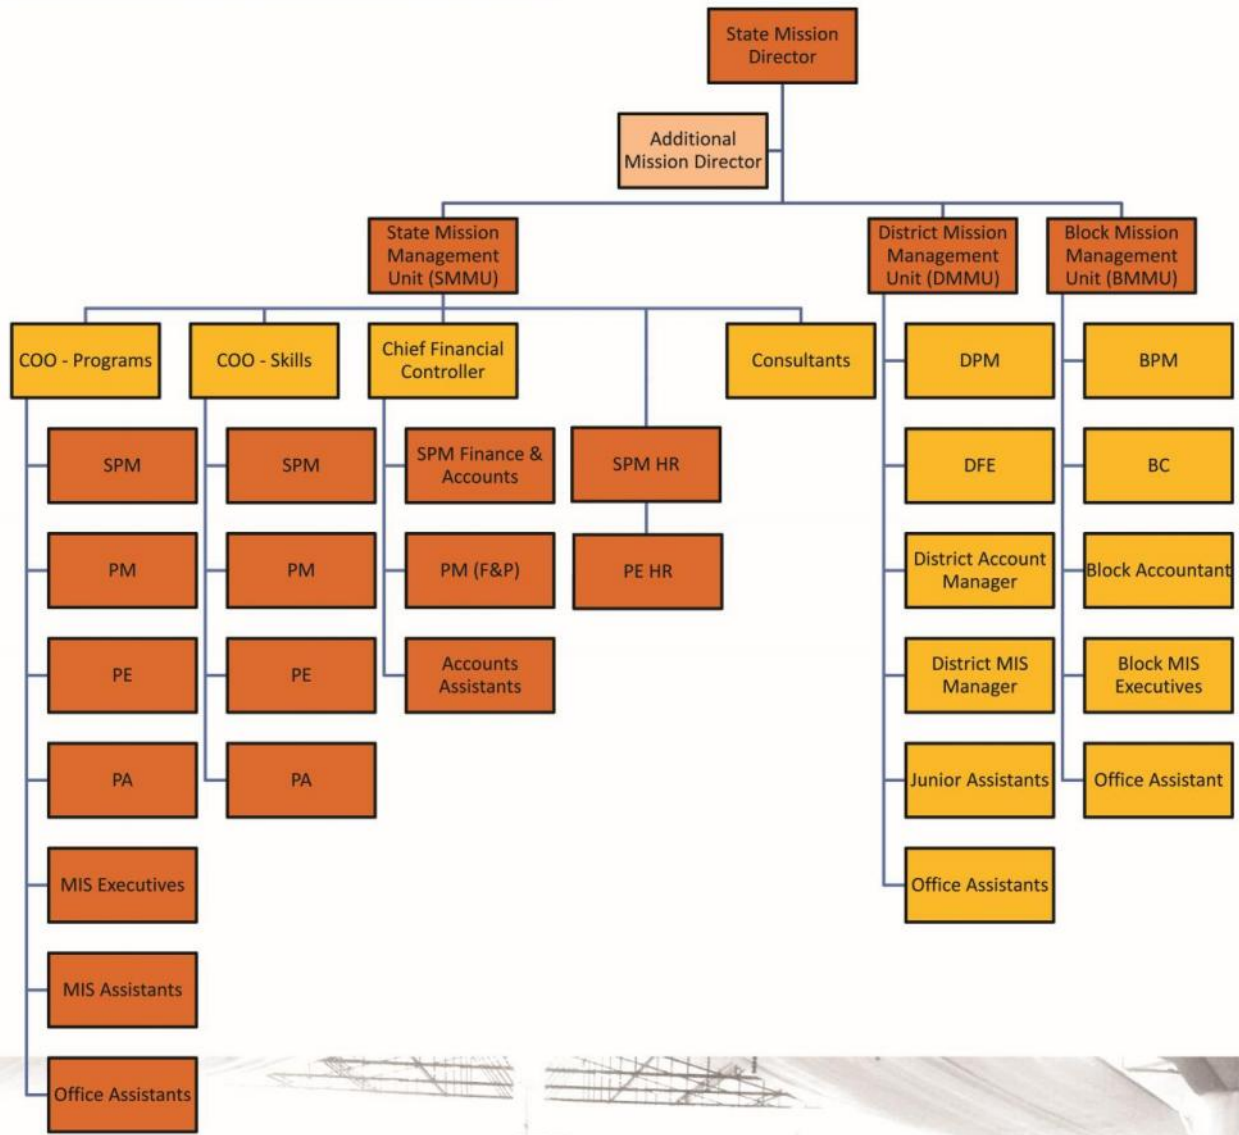 State Mission
Director
Additional
Mission Director
State Mission
Management
Unit (SMMU)
District Mission
Management
Unit (DMMU)
Block Mission
Management
Unit (BMMU)
COO - Programs
COO - Skills
Chief Financial
Controller
Consultants
DPM
BPM
SPM
SPM
SPM Finance &
Accounts
SPM HR
DFE
BC
PM
PM
PM (F&P)
PE HR
District Account
Manager
Block Accountant
PE
PE
Accounts
Assistants
District MIS
Manager
Block MIS
Executives
PA
PA
Junior Assistants
Office Assistant
MIS Executives
Office Assistants
MIS Assistants
Office Assistants